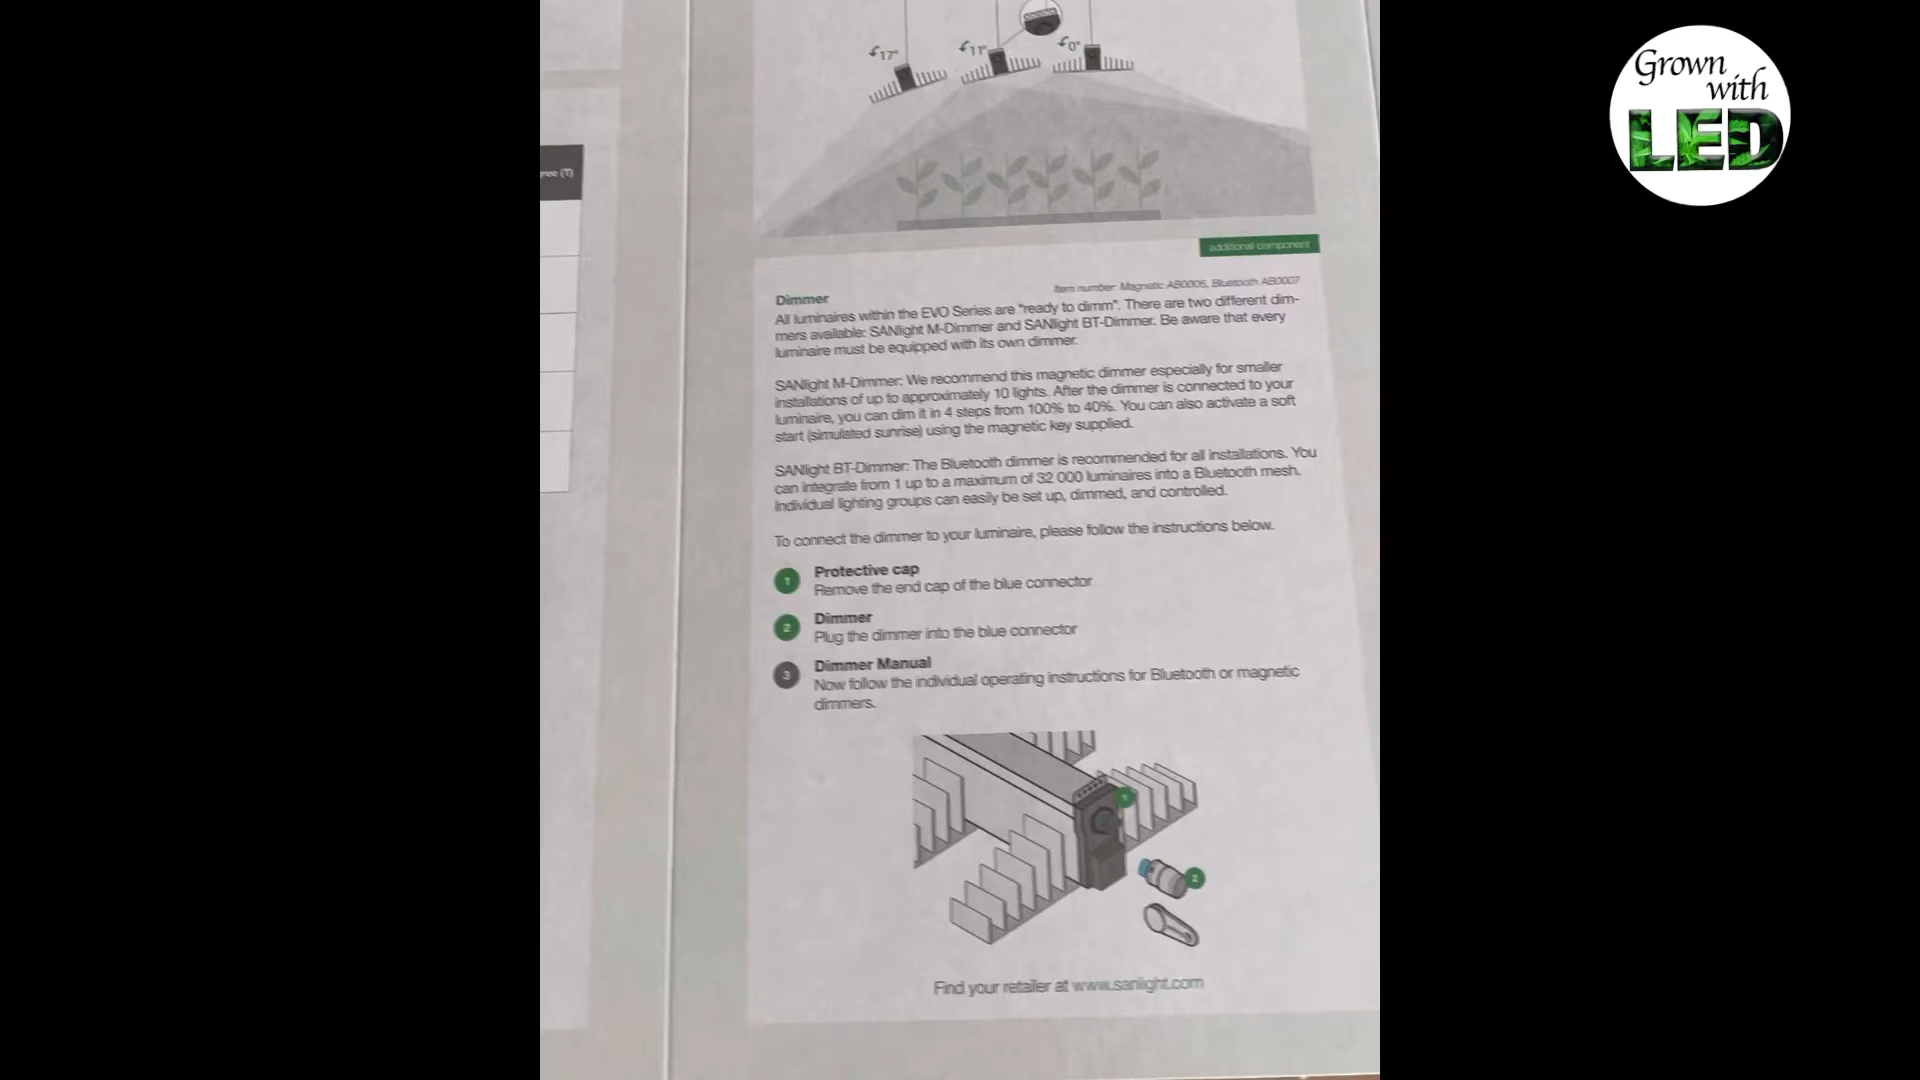 Grown
with
LED
17°
11°
0°
ree (T)
additional component
Item number: Magnetic AB0006, Bluetooth AB0007
Dimmer
All luminaires within the EVO Series are "ready to dimm". There are two different dim-
mers available: SANlight M-Dimmer and SANlight BT-Dimmer. Be aware that every
luminaire must be equipped with its own dimmer.
SANlight M-Dimmer: We recommend this magnetic dimmer especially for smaller
installations of up to approximately 10 lights. After the dimmer is connected to your
luminaire, you can dim it in 4 steps from 100% to 40%. You can also activate a soft
start (simulated sunrise) using the magnetic key supplied.
SANlight BT-Dimmer: The Bluetooth dimmer is recommended for all installations. You
can integrate from 1 up to a maximum of 32 000 luminaires into a Bluetooth mesh.
Individual lighting groups can easily be set up, dimmed, and controlled.
To connect the dimmer to your luminaire, please follow the instructions below.
1 Protective cap
Remove the end cap of the blue connector
2 Dimmer
Plug the dimmer into the blue connector
3 Dimmer Manual
Now follow the individual operating instructions for Bluetooth or magnetic
dimmers.
1
2
Find your retailer at www.sanlight.com